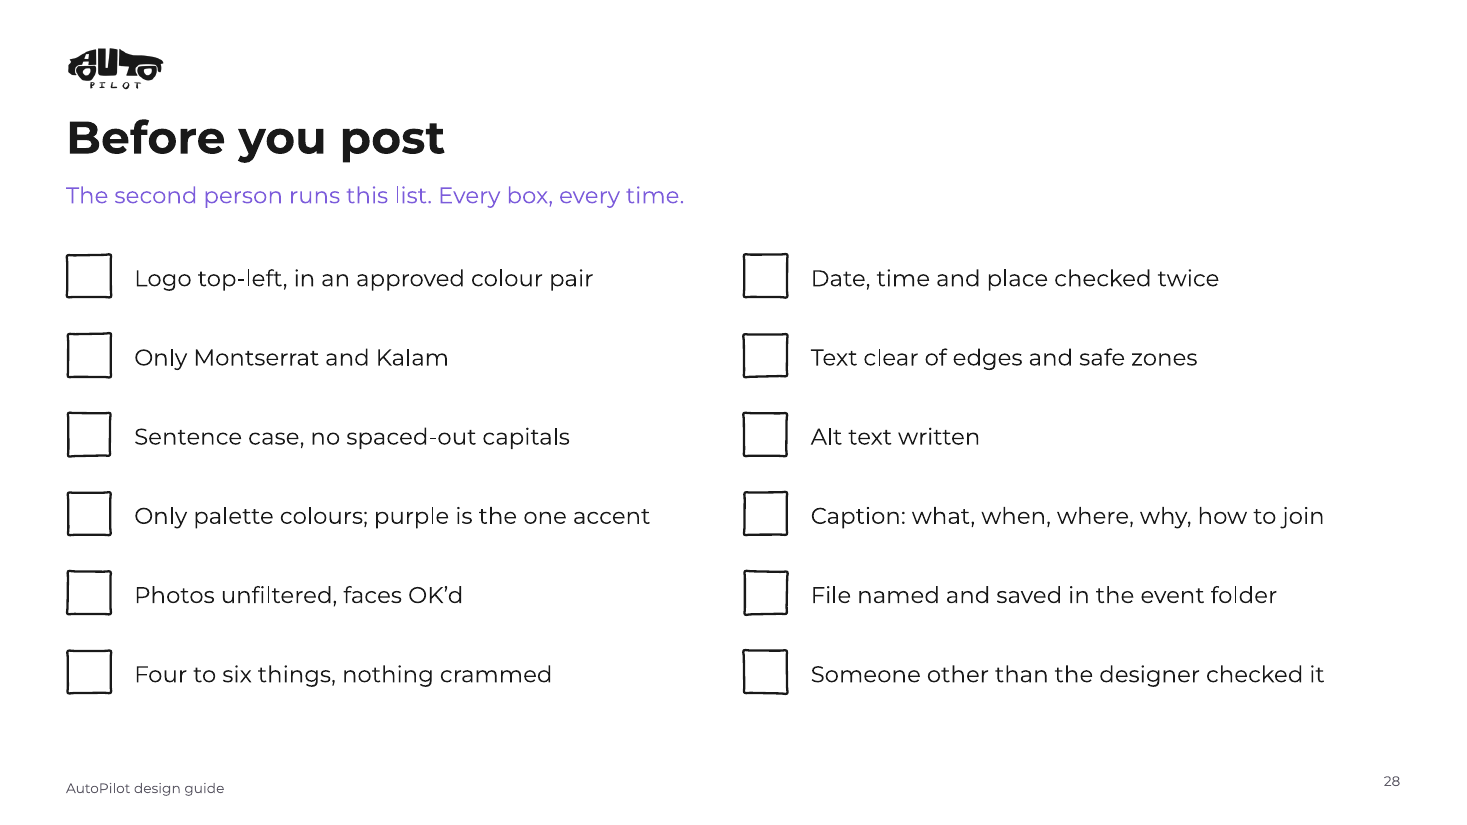 AUTO
PILOT
Before you post
The second person runs this list. Every box, every time.
Logo top-left, in an approved colour pair
Only Montserrat and Kalam
Sentence case, no spaced-out capitals
Only palette colours; purple is the one accent
Photos unfiltered, faces OK’d
Four to six things, nothing crammed
Date, time and place checked twice
Text clear of edges and safe zones
Alt text written
Caption: what, when, where, why, how to join
File named and saved in the event folder
Someone other than the designer checked it
AutoPilot design guide
28